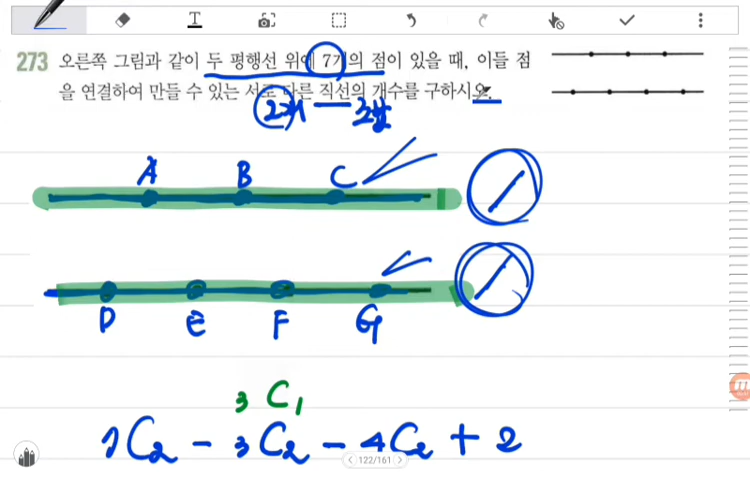 273 오른쪽 그림과 같이 두 평행선 위에 7개의 점이 있을 때, 이들 점
을 연결하여 만들 수 있는 서로 다른 직선의 개수를 구하시오.
2개 — 조합
A B C
D E F G
₃C₁
₇C₂ - ₃C₂ - ₄C₂ + 2
122/161